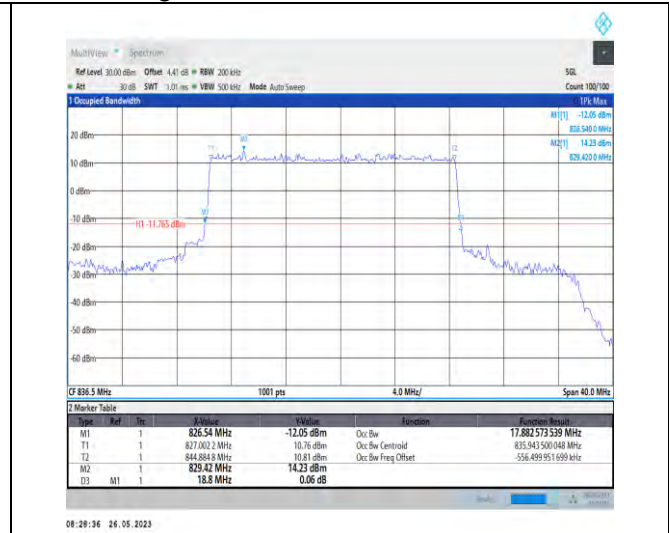 MultiView Spectrum
Ref Level 30.00 dBm Offset 4.41 dB RBW 200 kHz SGL
Att 30 dB SWT 1.01 ms VBW 500 kHz Mode Auto Sweep Count 100/100
1 Occupied Bandwidth 1Pk Max
M1[1] -12.05 dBm
826.540 0 MHz
M2[1] 14.23 dBm
829.420 0 MHz
20 dBm
M2
T1 T2
10 dBm
0 dBm
M1
-10 dBm
H1 -11.765 dBm
-20 dBm
-30 dBm
-40 dBm
-50 dBm
-60 dBm
CF 836.5 MHz 1001 pts 4.0 MHz/ Span 40.0 MHz
2 Marker Table
Type Ref Trc X-Value Y-Value Function Function Result
M1 1 826.54 MHz -12.05 dBm Occ Bw 17.882 573 539 MHz
T1 1 827.002 2 MHz 10.76 dBm Occ Bw Centroid 835.943 500 048 MHz
T2 1 844.884 8 MHz 10.81 dBm Occ Bw Freq Offset -556.499 951 699 kHz
M2 1 829.42 MHz 14.23 dBm
D3 M1 1 18.8 MHz 0.06 dB
08:28:36 26.05.2023